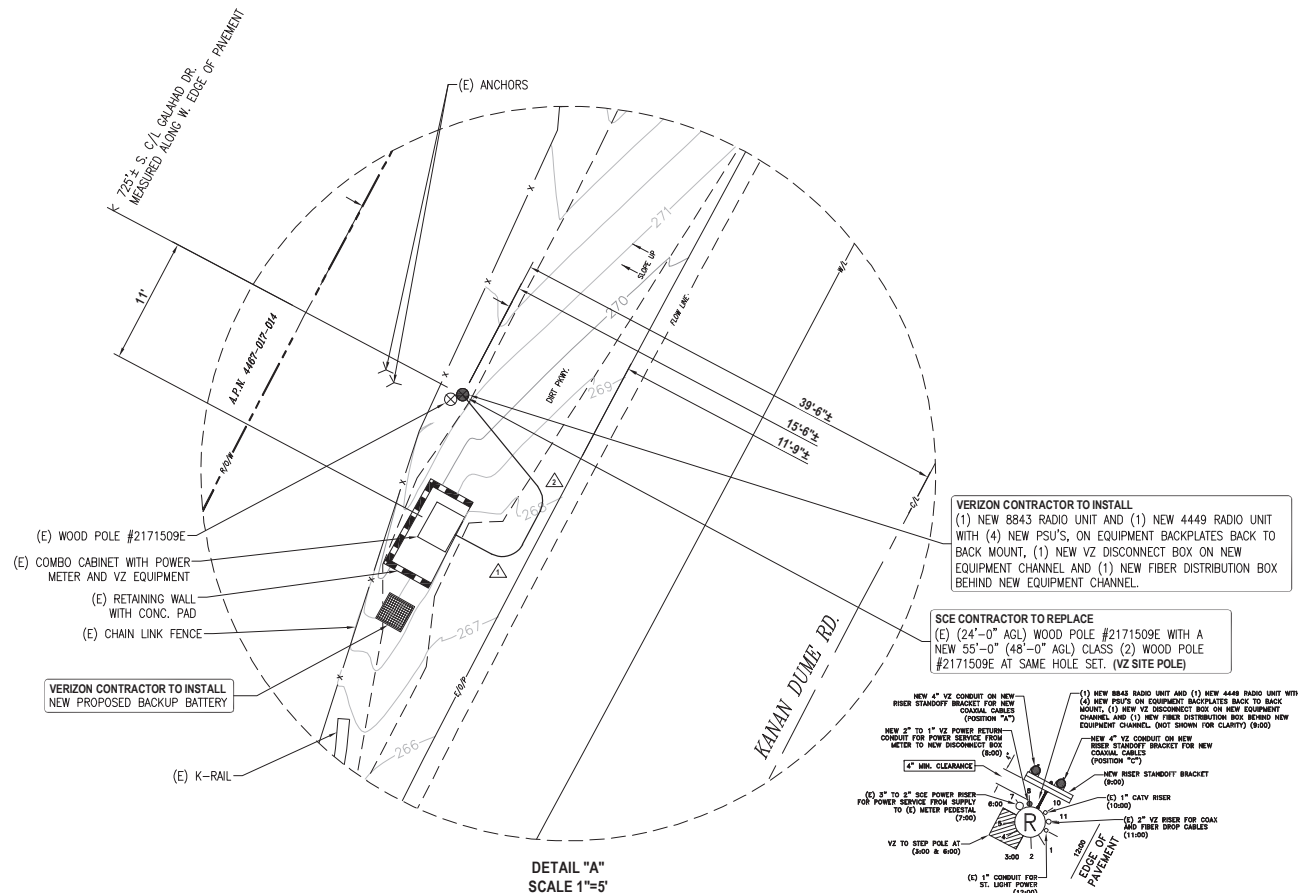 725'± S. C/L GALAHAD DR.
MEASURED ALONG W. EDGE OF PAVEMENT
(E) ANCHORS
11'
A.P.N. 4467-017-014
R/O/W
271
SLOPE UP
270
FLOW LINE
W/L
DIRT PKWY.
269
39'-6"±
15'-6"±
11'-9"±
C/L
2
268
1
(E) WOOD POLE #2171509E
(E) COMBO CABINET WITH POWER
METER AND VZ EQUIPMENT
(E) RETAINING WALL
WITH CONC. PAD
(E) CHAIN LINK FENCE
267
E/O/P
VERIZON CONTRACTOR TO INSTALL
NEW PROPOSED BACKUP BATTERY
266
(E) K-RAIL
KANAN DUME RD.
VERIZON CONTRACTOR TO INSTALL
(1) NEW 8843 RADIO UNIT AND (1) NEW 4449 RADIO UNIT
WITH (4) NEW PSU'S, ON EQUIPMENT BACKPLATES BACK TO
BACK MOUNT, (1) NEW VZ DISCONNECT BOX ON NEW
EQUIPMENT CHANNEL AND (1) NEW FIBER DISTRIBUTION BOX
BEHIND NEW EQUIPMENT CHANNEL.
SCE CONTRACTOR TO REPLACE
(E) (24'-0" AGL) WOOD POLE #2171509E WITH A
NEW 55'-0" (48'-0" AGL) CLASS (2) WOOD POLE
#2171509E AT SAME HOLE SET. (VZ SITE POLE)
NEW 4" VZ CONDUIT ON NEW
RISER STANDOFF BRACKET FOR NEW
COAXIAL CABLES
(POSITION "A")
(1) NEW 8843 RADIO UNIT AND (1) NEW 4449 RADIO UNIT WITH
(4) NEW PSU'S ON EQUIPMENT BACKPLATES BACK TO BACK
MOUNT, (1) NEW VZ DISCONNECT BOX ON NEW EQUIPMENT
CHANNEL AND (1) NEW FIBER DISTRIBUTION BOX BEHIND NEW
EQUIPMENT CHANNEL (NOT SHOWN FOR CLARITY) (9:00)
NEW 2" TO 1" VZ POWER RETURN
CONDUIT FOR POWER SERVICE FROM
METER TO NEW DISCONNECT BOX
(8:00)
NEW 4" VZ CONDUIT ON NEW
RISER STANDOFF BRACKET FOR NEW
COAXIAL CABLES
(POSITION "C")
4" MIN. CLEARANCE
NEW RISER STANDOFF BRACKET
(9:00)
(E) 3" TO 2" SCE POWER RISER
FOR POWER SERVICE FROM SUPPLY
TO (E) METER PEDESTAL
(7:00)
(E) 1" CATV RISER
(10:00)
(E) 2" VZ RISER FOR COAX
AND FIBER DROP CABLES
(11:00)
7
8
10
6:00
11
5
R
4
1
3:00
2
12:00
EDGE OF
PAVEMENT
VZ TO STEP POLE AT
(3:00 & 6:00)
(E) 1" CONDUIT FOR
ST. LIGHT POWER
(12:00)
DETAIL "A"
SCALE 1"=5'